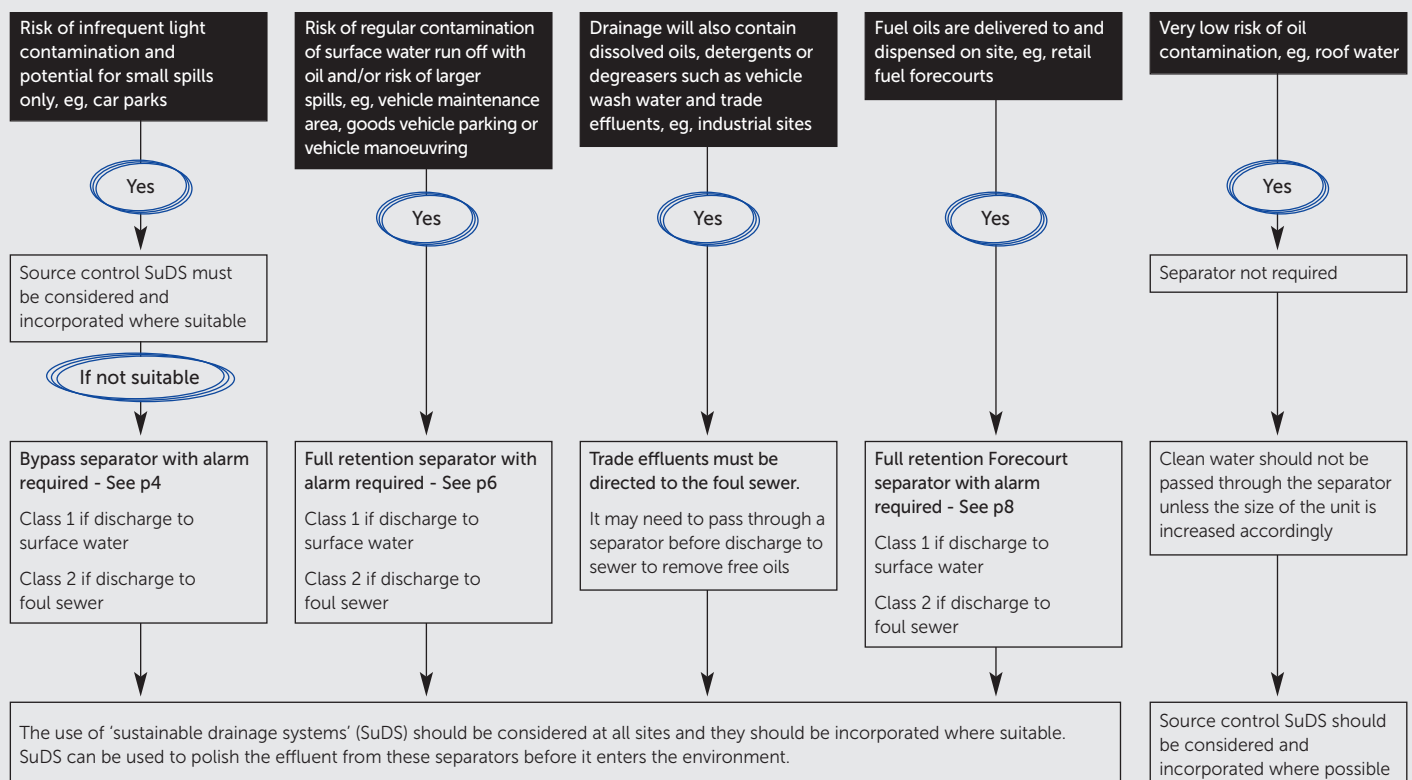 Risk of infrequent light
contamination and
potential for small spills
only, eg, car parks
Yes
Source control SuDS must
be considered and
incorporated where suitable
If not suitable
Bypass separator with alarm
required - See p4
Class 1 if discharge to
surface water
Class 2 if discharge to
foul sewer
Risk of regular contamination
of surface water run off with
oil and/or risk of larger
spills, eg, vehicle maintenance
area, goods vehicle parking or
vehicle manoeuvring
Yes
Full retention separator with
alarm required - See p6
Class 1 if discharge to
surface water
Class 2 if discharge to
foul sewer
Drainage will also contain
dissolved oils, detergents or
degreasers such as vehicle
wash water and trade
effluents, eg, industrial sites
Yes
Trade effluents must be
directed to the foul sewer.
It may need to pass through a
separator before discharge to
sewer to remove free oils
Fuel oils are delivered to and
dispensed on site, eg, retail
fuel forecourts
Yes
Full retention Forecourt
separator with alarm
required - See p8
Class 1 if discharge to
surface water
Class 2 if discharge to
foul sewer
Very low risk of oil
contamination, eg, roof water
Yes
Separator not required
Clean water should not be
passed through the separator
unless the size of the unit is
increased accordingly
The use of ‘sustainable drainage systems’ (SuDS) should be considered at all sites and they should be incorporated where suitable.
SuDS can be used to polish the effluent from these separators before it enters the environment.
Source control SuDS should
be considered and
incorporated where possible